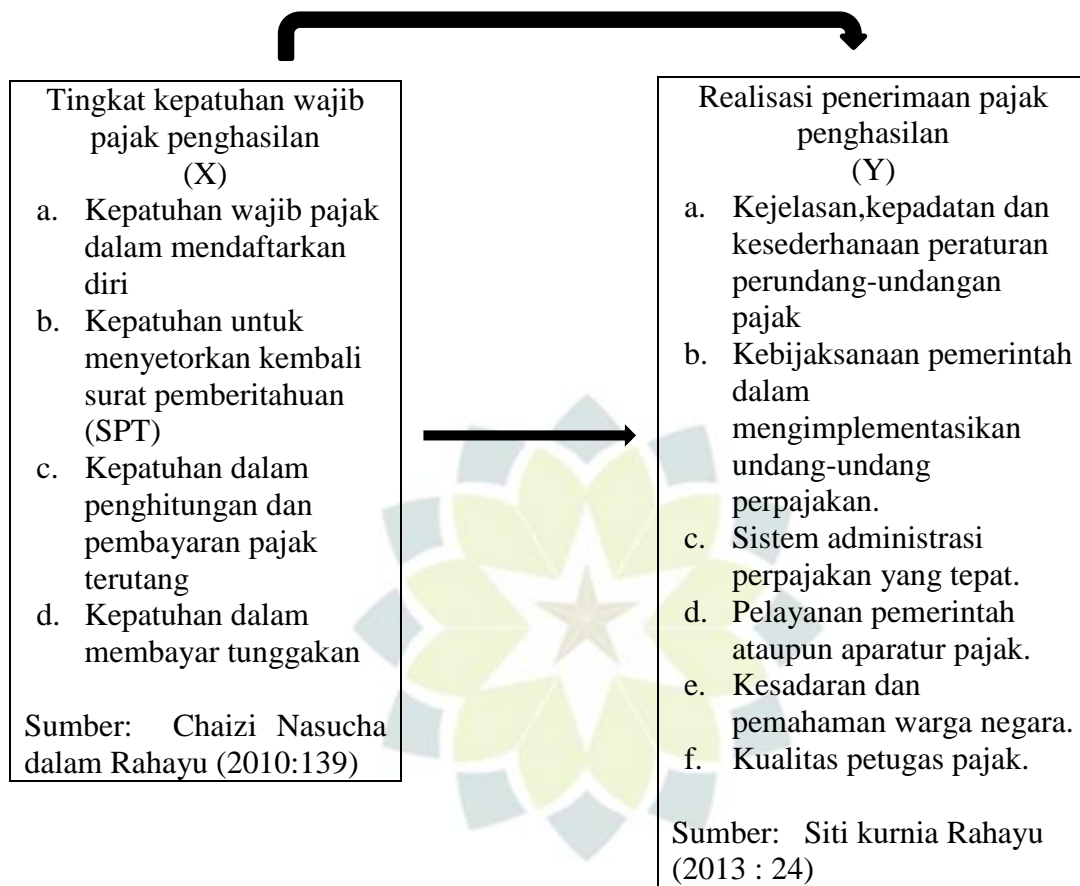 Tingkat kepatuhan wajib
pajak penghasilan
(X)
a. Kepatuhan wajib pajak
dalam mendaftarkan
diri
b. Kepatuhan untuk
menyetorkan kembali
surat pemberitahuan
(SPT)
c. Kepatuhan dalam
penghitungan dan
pembayaran pajak
terutang
d. Kepatuhan dalam
membayar tunggakan
Sumber: Chaizi Nasucha
dalam Rahayu (2010:139)
Realisasi penerimaan pajak
penghasilan
(Y)
a. Kejelasan,kepadatan dan
kesederhanaan peraturan
perundang-undangan
pajak
b. Kebijaksanaan pemerintah
dalam
mengimplementasikan
undang-undang
perpajakan.
c. Sistem administrasi
perpajakan yang tepat.
d. Pelayanan pemerintah
ataupun aparatur pajak.
e. Kesadaran dan
pemahaman warga negara.
f. Kualitas petugas pajak.
Sumber: Siti kurnia Rahayu
(2013 : 24)